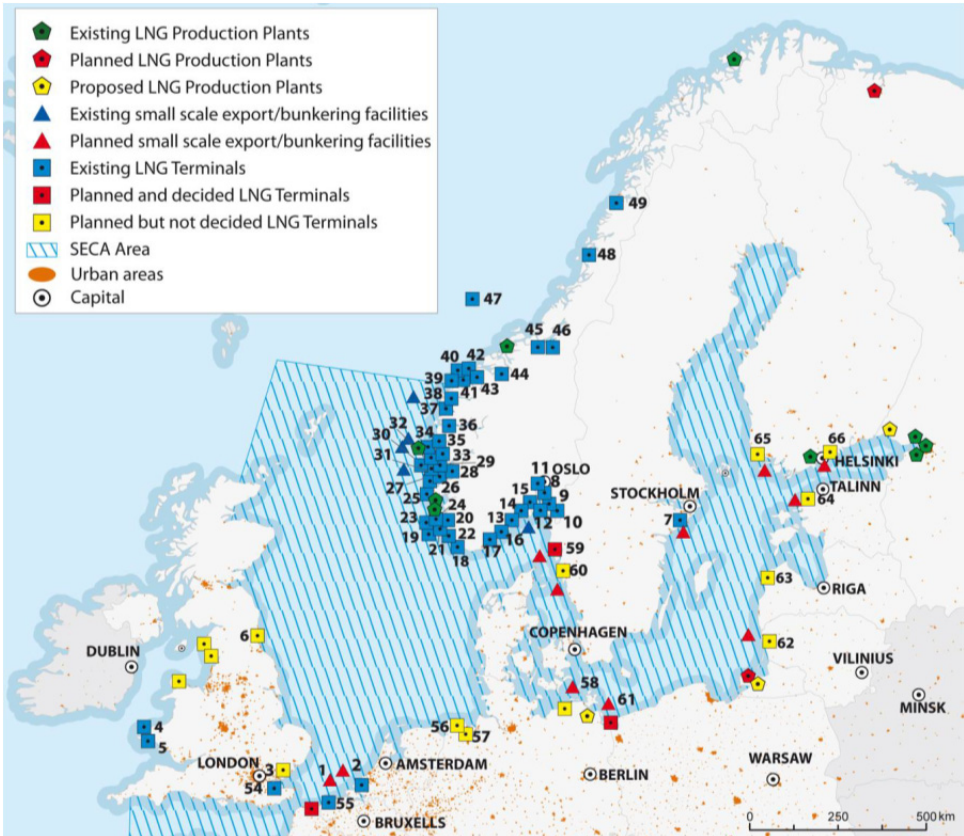 Existing LNG Production Plants
Planned LNG Production Plants
Proposed LNG Production Plants
Existing small scale export/bunkering facilities
Planned small scale export/bunkering facilities
Existing LNG Terminals
Planned and decided LNG Terminals
Planned but not decided LNG Terminals
SECA Area
Urban areas
Capital
49
48
47
45 46
40 42
39
44
43
38
41
37
36
32
34
35
30
31
33
29
28
27
26
25
24
23
20
19
21
22
18
11 OSLO
8
15
9
14
13
12
10
16
17
59
60
STOCKHOLM
7
65
66
HELSINKI
TALINN
64
63
RIGA
62
VILINIUS
MINSK
COPENHAGEN
58
61
DUBLIN
6
4
5
56
57
LONDON
3
54
1
2
55
AMSTERDAM
BRUXELLS
BERLIN
WARSAW
0 250 500 km